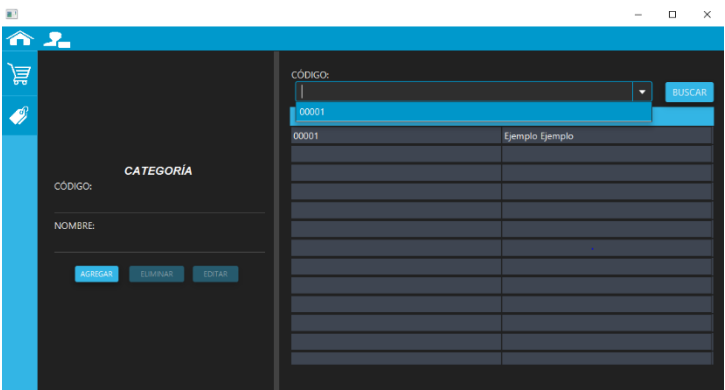 CATEGORÍA
CÓDIGO:
NOMBRE:
AGREGAR ELIMINAR EDITAR
CÓDIGO:
BUSCAR
00001
00001 Ejemplo Ejemplo